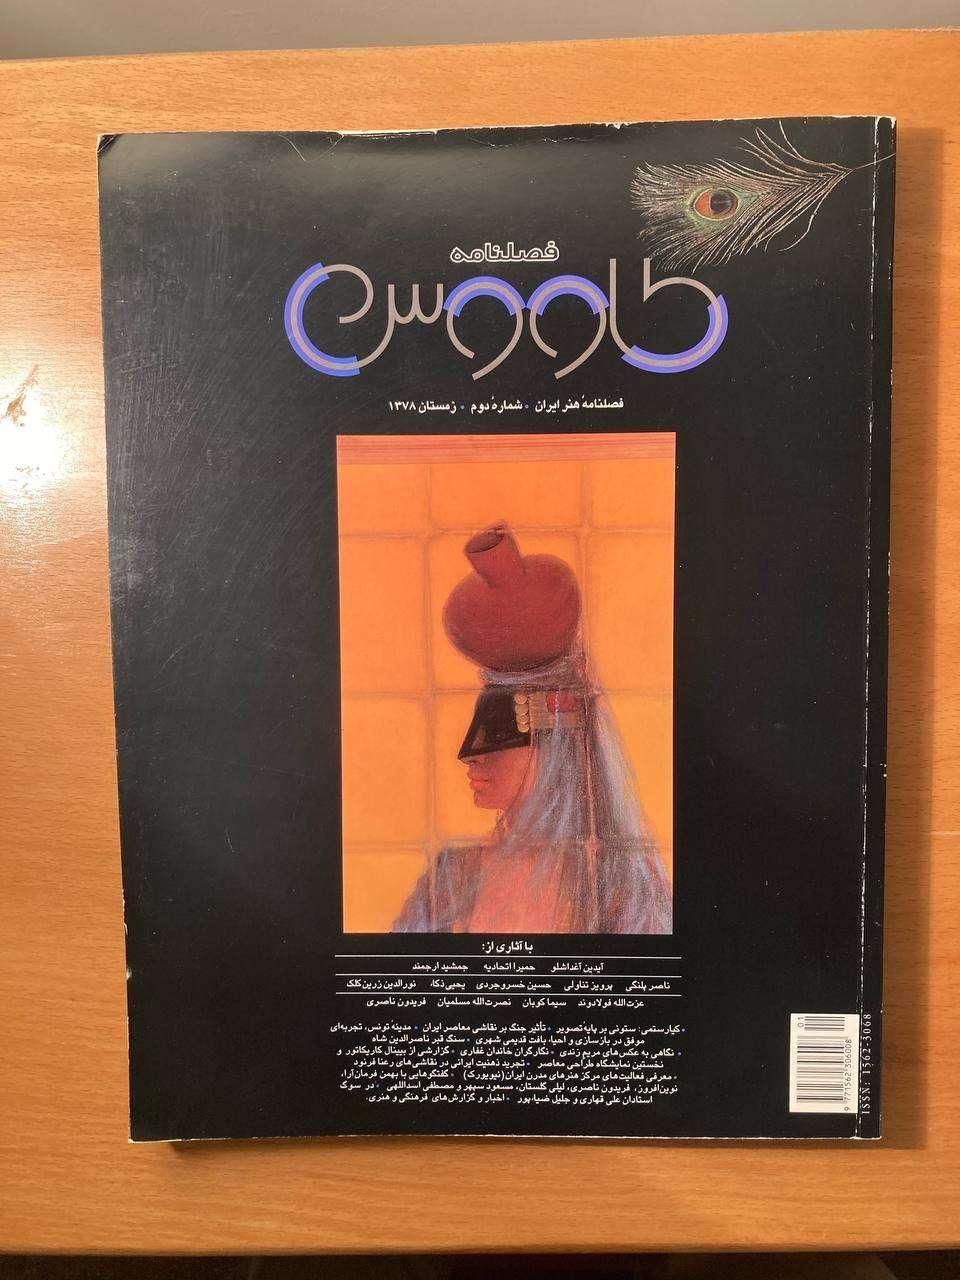 فصلنامه
طاووس
فصلنامهٔ هنر ایران • شمارهٔ دوم • زمستان ۱۳۷۸
با آثاری از:
آیدین آغداشلو حمیرا اتحادیه جمشید ارجمند
ناصر پلنگی پرویز تناولی حسین خسروجردی یحیی ذکاء نورالدین زرین‌کلک
عزت‌الله فولادوند سیما کوبان نصرت‌الله مسلمیان فریدون ناصری
• کیارستمی: ستونی بر پایهٔ تصویر • تأثیر جنگ بر نقاشی معاصر ایران • مدینهٔ تونس، تجربه‌ای
موفق در بازسازی و احیاء بافت قدیمی شهری • سنگ قبر ناصرالدین شاه
• نگاهی به عکس‌های مریم زندی • نگارگران خاندان غفاری • گزارشی از بیینال کاریکاتور و
نخستین نمایشگاه طراحی معاصر • تجرید ذهنیت ایرانی در نقاشی‌های رعنا فرنود
• معرفی فعالیت‌های مرکز هنرهای مدرن ایران (نیویورک) • گفتگوهایی با بهمن فرمان‌آرا،
نوین‌افروز، فریدون ناصری، لیلی گلستان، مسعود سپهر و مصطفی اسداللهی • در سوگ
استادان علی قهاری و جلیل ضیاءپور • اخبار و گزارش‌های فرهنگی و هنری.
01
9 771562 306008
ISSN: 1562-3068